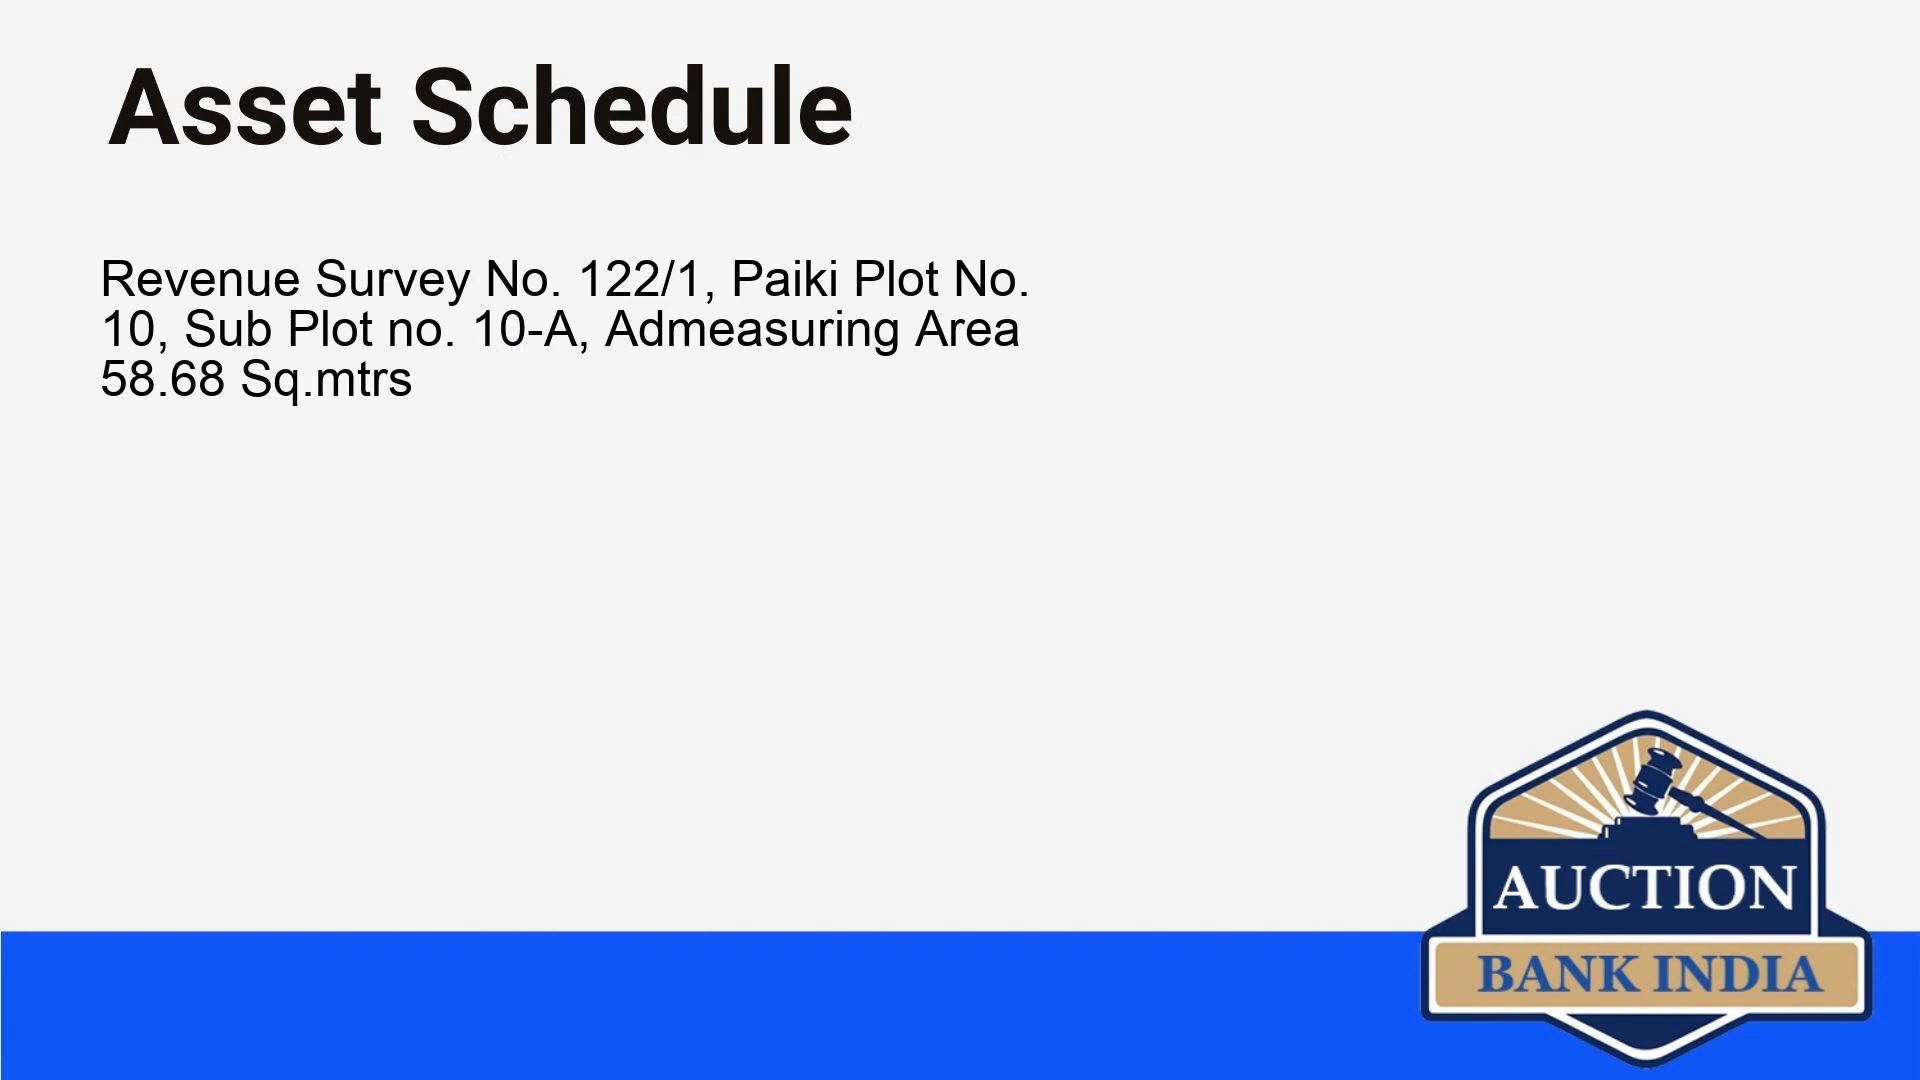 Asset Schedule
Revenue Survey No. 122/1, Paiki Plot No.
10, Sub Plot no. 10-A, Admeasuring Area
58.68 Sq.mtrs
AUCTION
BANK INDIA